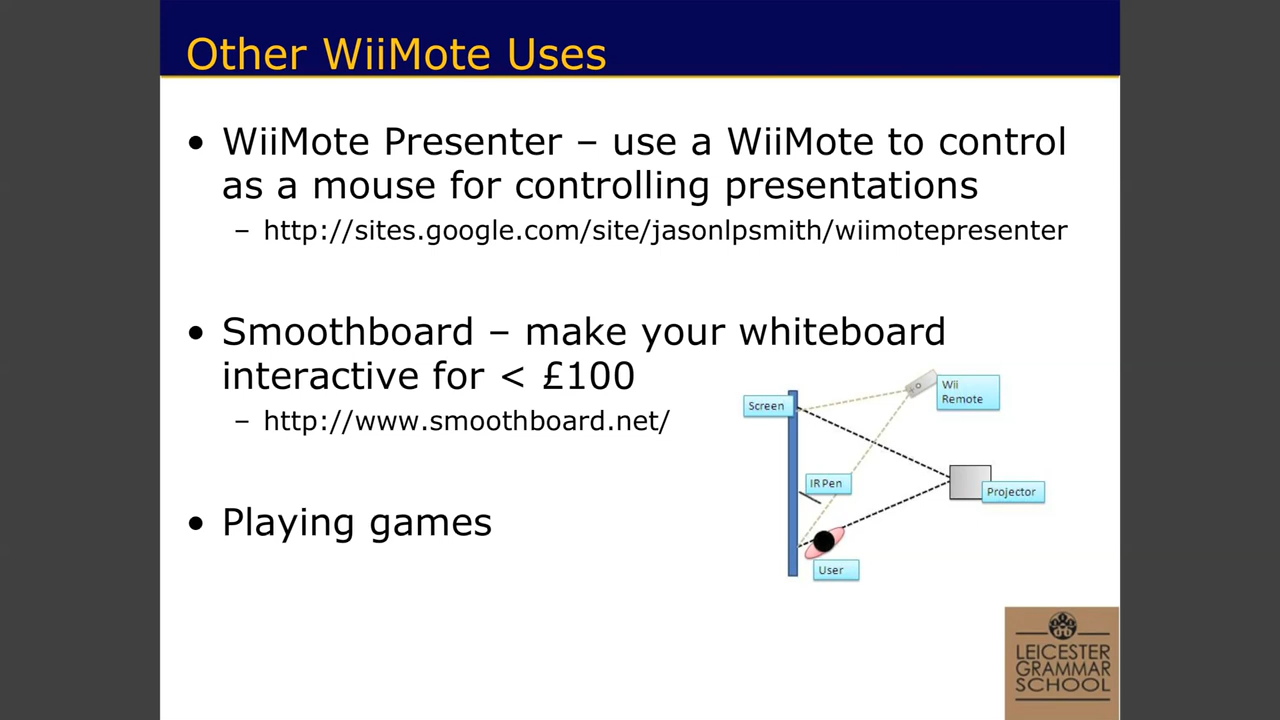 Other WiiMote Uses
• WiiMote Presenter – use a WiiMote to control
as a mouse for controlling presentations
– http://sites.google.com/site/jasonlpsmith/wiimotepresenter
• Smoothboard – make your whiteboard
interactive for < £100
– http://www.smoothboard.net/
• Playing games
Wii
Remote
Screen
IR Pen
Projector
User
LEICESTER
GRAMMAR
SCHOOL